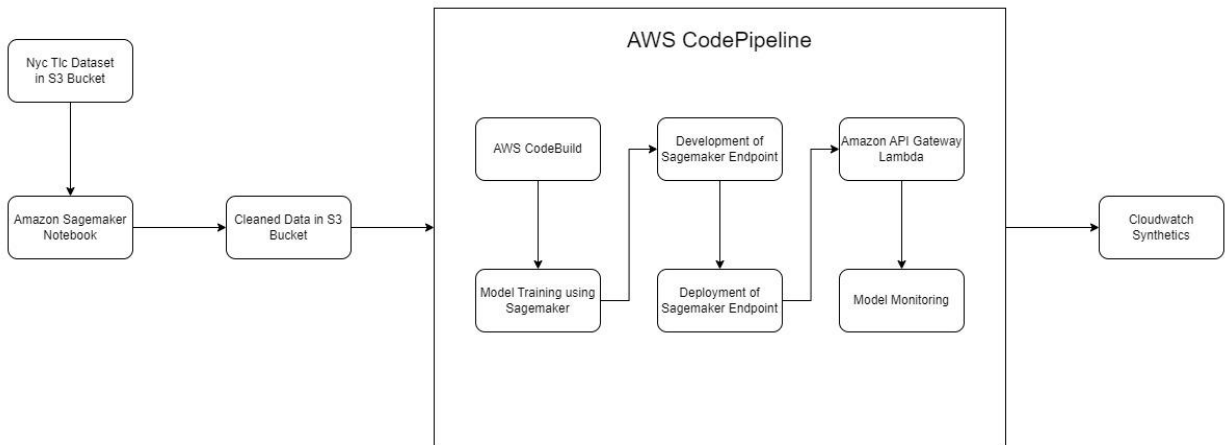 AWS CodePipeline
Nyc Tlc Dataset
in S3 Bucket
Amazon Sagemaker
Notebook
Cleaned Data in S3
Bucket
AWS CodeBuild
Model Training using
Sagemaker
Development of
Sagemaker Endpoint
Deployment of
Sagemaker Endpoint
Amazon API Gateway
Lambda
Model Monitoring
Cloudwatch
Synthetics